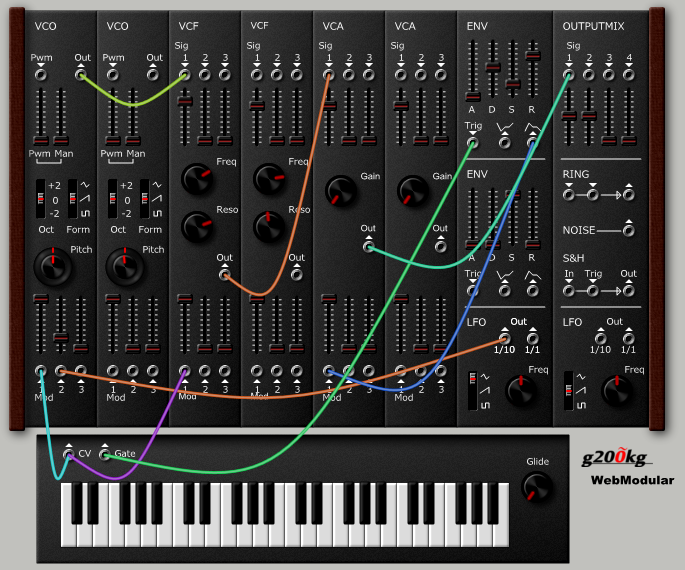 VCO VCO VCF VCF VCA VCA ENV OUTPUTMIX
Sig Sig Sig Sig Sig
Pwm Out Pwm Out 1 2 3 1 2 3 1 2 3 1 2 3 1 2 3 4
A D S R
Trig
Pwm Man Pwm Man
Freq Freq Gain Gain ENV RING
+2 +2
0 0
-2 -2
Reso Reso
Oct Form Oct Form Out Out NOISE
Pitch Pitch Out Out A D S R S&H
Trig In Trig Out
LFO Out LFO Out
1/10 1/1 1/10 1/1
Freq Freq
1 2 3 1 2 3 1 2 3 1 2 3 1 2 3 1 2 3
Mod Mod Mod Mod Mod Mod
CV Gate Glide g200kg
WebModular